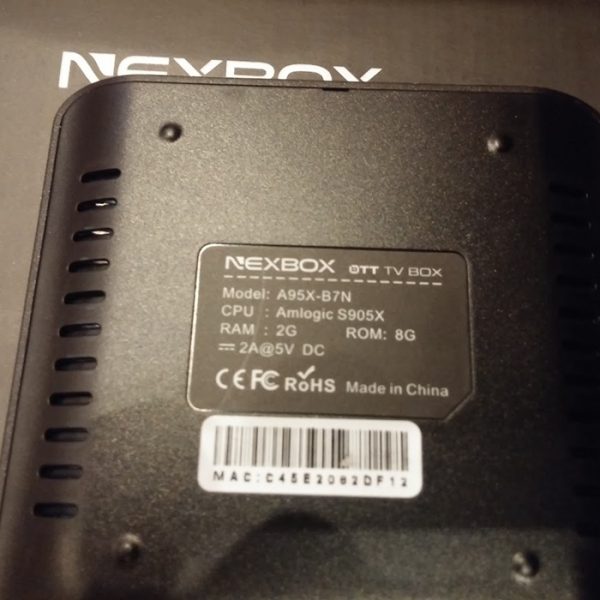 NEXBOX
NEXBOX OTT TV BOX
Model: A95X-B7N
CPU : Amlogic S905X
RAM : 2G ROM: 8G
2A@5V DC
CE FC RoHS Made in China
MAC:C45E2062DF12